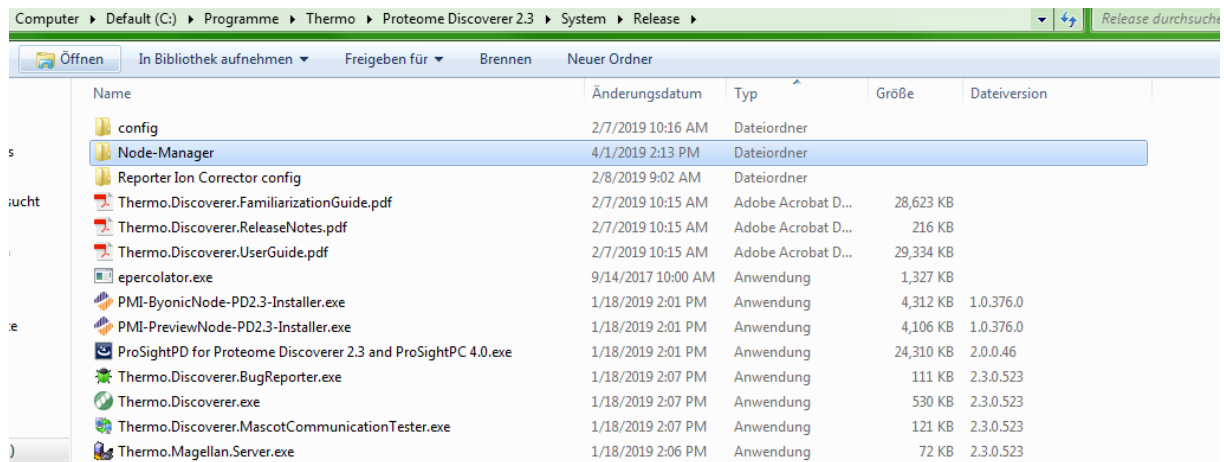 Computer ▸ Default (C:) ▸ Programme ▸ Thermo ▸ Proteome Discoverer 2.3 ▸ System ▸ Release ▸ Release durchsuche
Öffnen In Bibliothek aufnehmen ▼ Freigeben für ▼ Brennen Neuer Ordner
Name Änderungsdatum Typ Größe Dateiversion
config 2/7/2019 10:16 AM Dateiordner
s Node-Manager 4/1/2019 2:13 PM Dateiordner
Reporter Ion Corrector config 2/8/2019 9:02 AM Dateiordner
sucht Thermo.Discoverer.FamiliarizationGuide.pdf 2/7/2019 10:15 AM Adobe Acrobat D... 28,623 KB
Thermo.Discoverer.ReleaseNotes.pdf 2/7/2019 10:15 AM Adobe Acrobat D... 216 KB
Thermo.Discoverer.UserGuide.pdf 2/7/2019 10:15 AM Adobe Acrobat D... 29,334 KB
epercolator.exe 9/14/2017 10:00 AM Anwendung 1,327 KB
PMI-ByonicNode-PD2.3-Installer.exe 1/18/2019 2:01 PM Anwendung 4,312 KB 1.0.376.0
te PMI-PreviewNode-PD2.3-Installer.exe 1/18/2019 2:01 PM Anwendung 4,106 KB 1.0.376.0
ProSightPD for Proteome Discoverer 2.3 and ProSightPC 4.0.exe 1/18/2019 2:01 PM Anwendung 24,310 KB 2.0.0.46
Thermo.Discoverer.BugReporter.exe 1/18/2019 2:07 PM Anwendung 111 KB 2.3.0.523
Thermo.Discoverer.exe 1/18/2019 2:07 PM Anwendung 530 KB 2.3.0.523
Thermo.Discoverer.MascotCommunicationTester.exe 1/18/2019 2:07 PM Anwendung 121 KB 2.3.0.523
) Thermo.Magellan.Server.exe 1/18/2019 2:06 PM Anwendung 72 KB 2.3.0.523